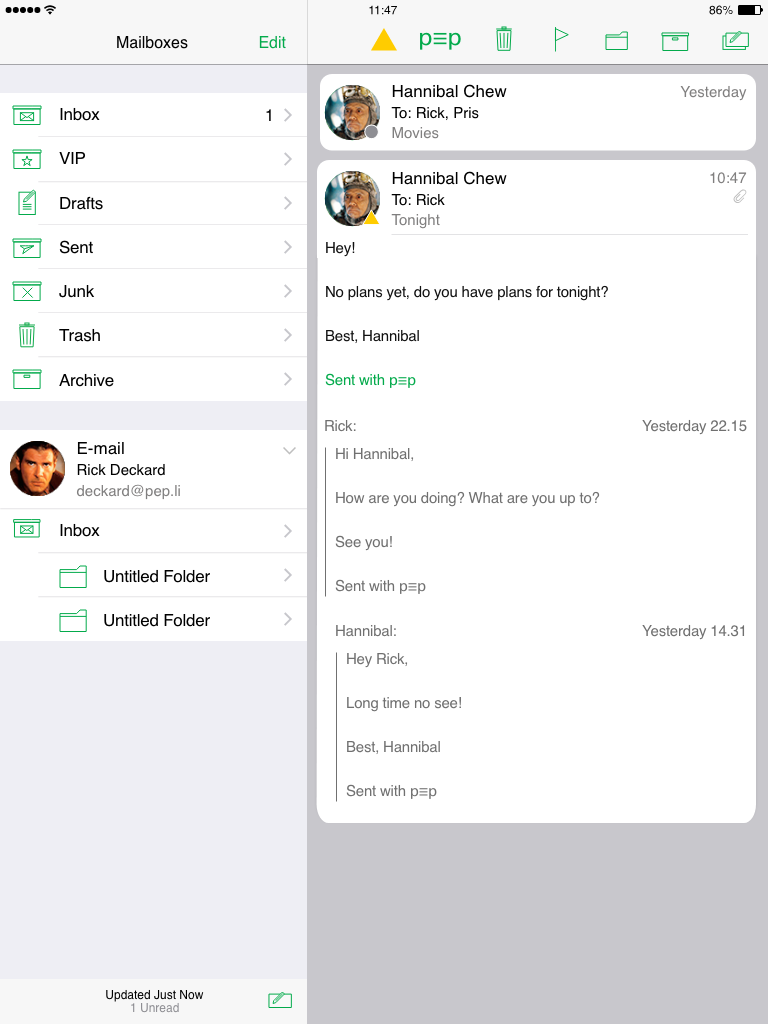 11:47
86%
Mailboxes
Edit
p≡p
Inbox 1
VIP
Drafts
Sent
Junk
Trash
Archive
E-mail
Rick Deckard
deckard@pep.li
Inbox
Untitled Folder
Untitled Folder
Updated Just Now
1 Unread
Hannibal Chew Yesterday
To: Rick, Pris
Movies
Hannibal Chew 10:47
To: Rick
Tonight
Hey!
No plans yet, do you have plans for tonight?
Best, Hannibal
Sent with p≡p
Rick: Yesterday 22.15
Hi Hannibal,
How are you doing? What are you up to?
See you!
Sent with p≡p
Hannibal: Yesterday 14.31
Hey Rick,
Long time no see!
Best, Hannibal
Sent with p≡p